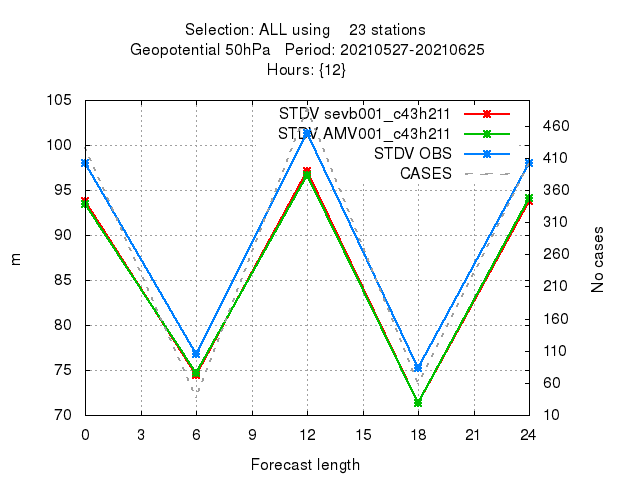 Selection: ALL using 23 stations
Geopotential 50hPa Period: 20210527-20210625
Hours: {12}
STDV sevb001_c43h211
STDV AMV001_c43h211
STDV OBS
CASES
105
100
95
90
85
80
75
70
m
460
410
360
310
260
210
160
110
60
10
No cases
0 3 6 9 12 15 18 21 24
Forecast length